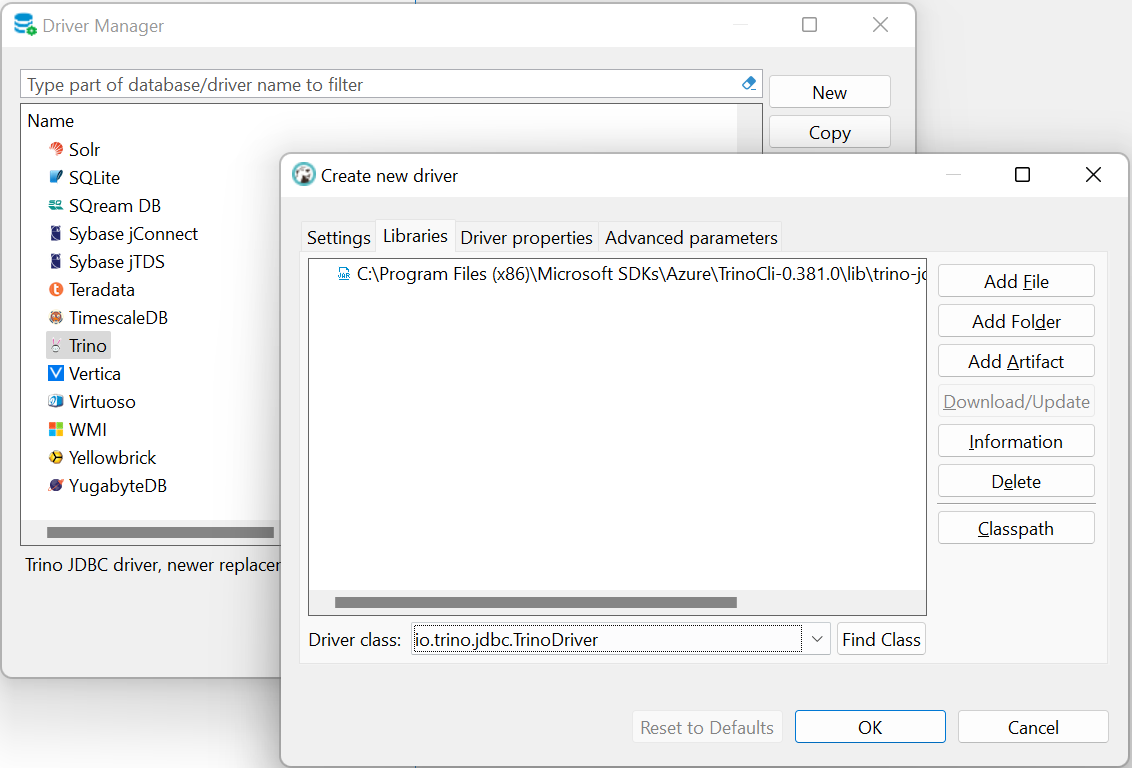 Driver Manager
Type part of database/driver name to filter
New
Copy
Name
Solr
SQLite
SQream DB
Sybase jConnect
Sybase jTDS
Teradata
TimescaleDB
Trino
Vertica
Virtuoso
WMI
Yellowbrick
YugabyteDB
Trino JDBC driver, newer replacer
Create new driver
Settings Libraries Driver properties Advanced parameters
JAR C:\Program Files (x86)\Microsoft SDKs\Azure\TrinoCli-0.381.0\lib\trino-jd
Add File
Add Folder
Add Artifact
Download/Update
Information
Delete
Classpath
Driver class: io.trino.jdbc.TrinoDriver Find Class
Reset to Defaults OK Cancel